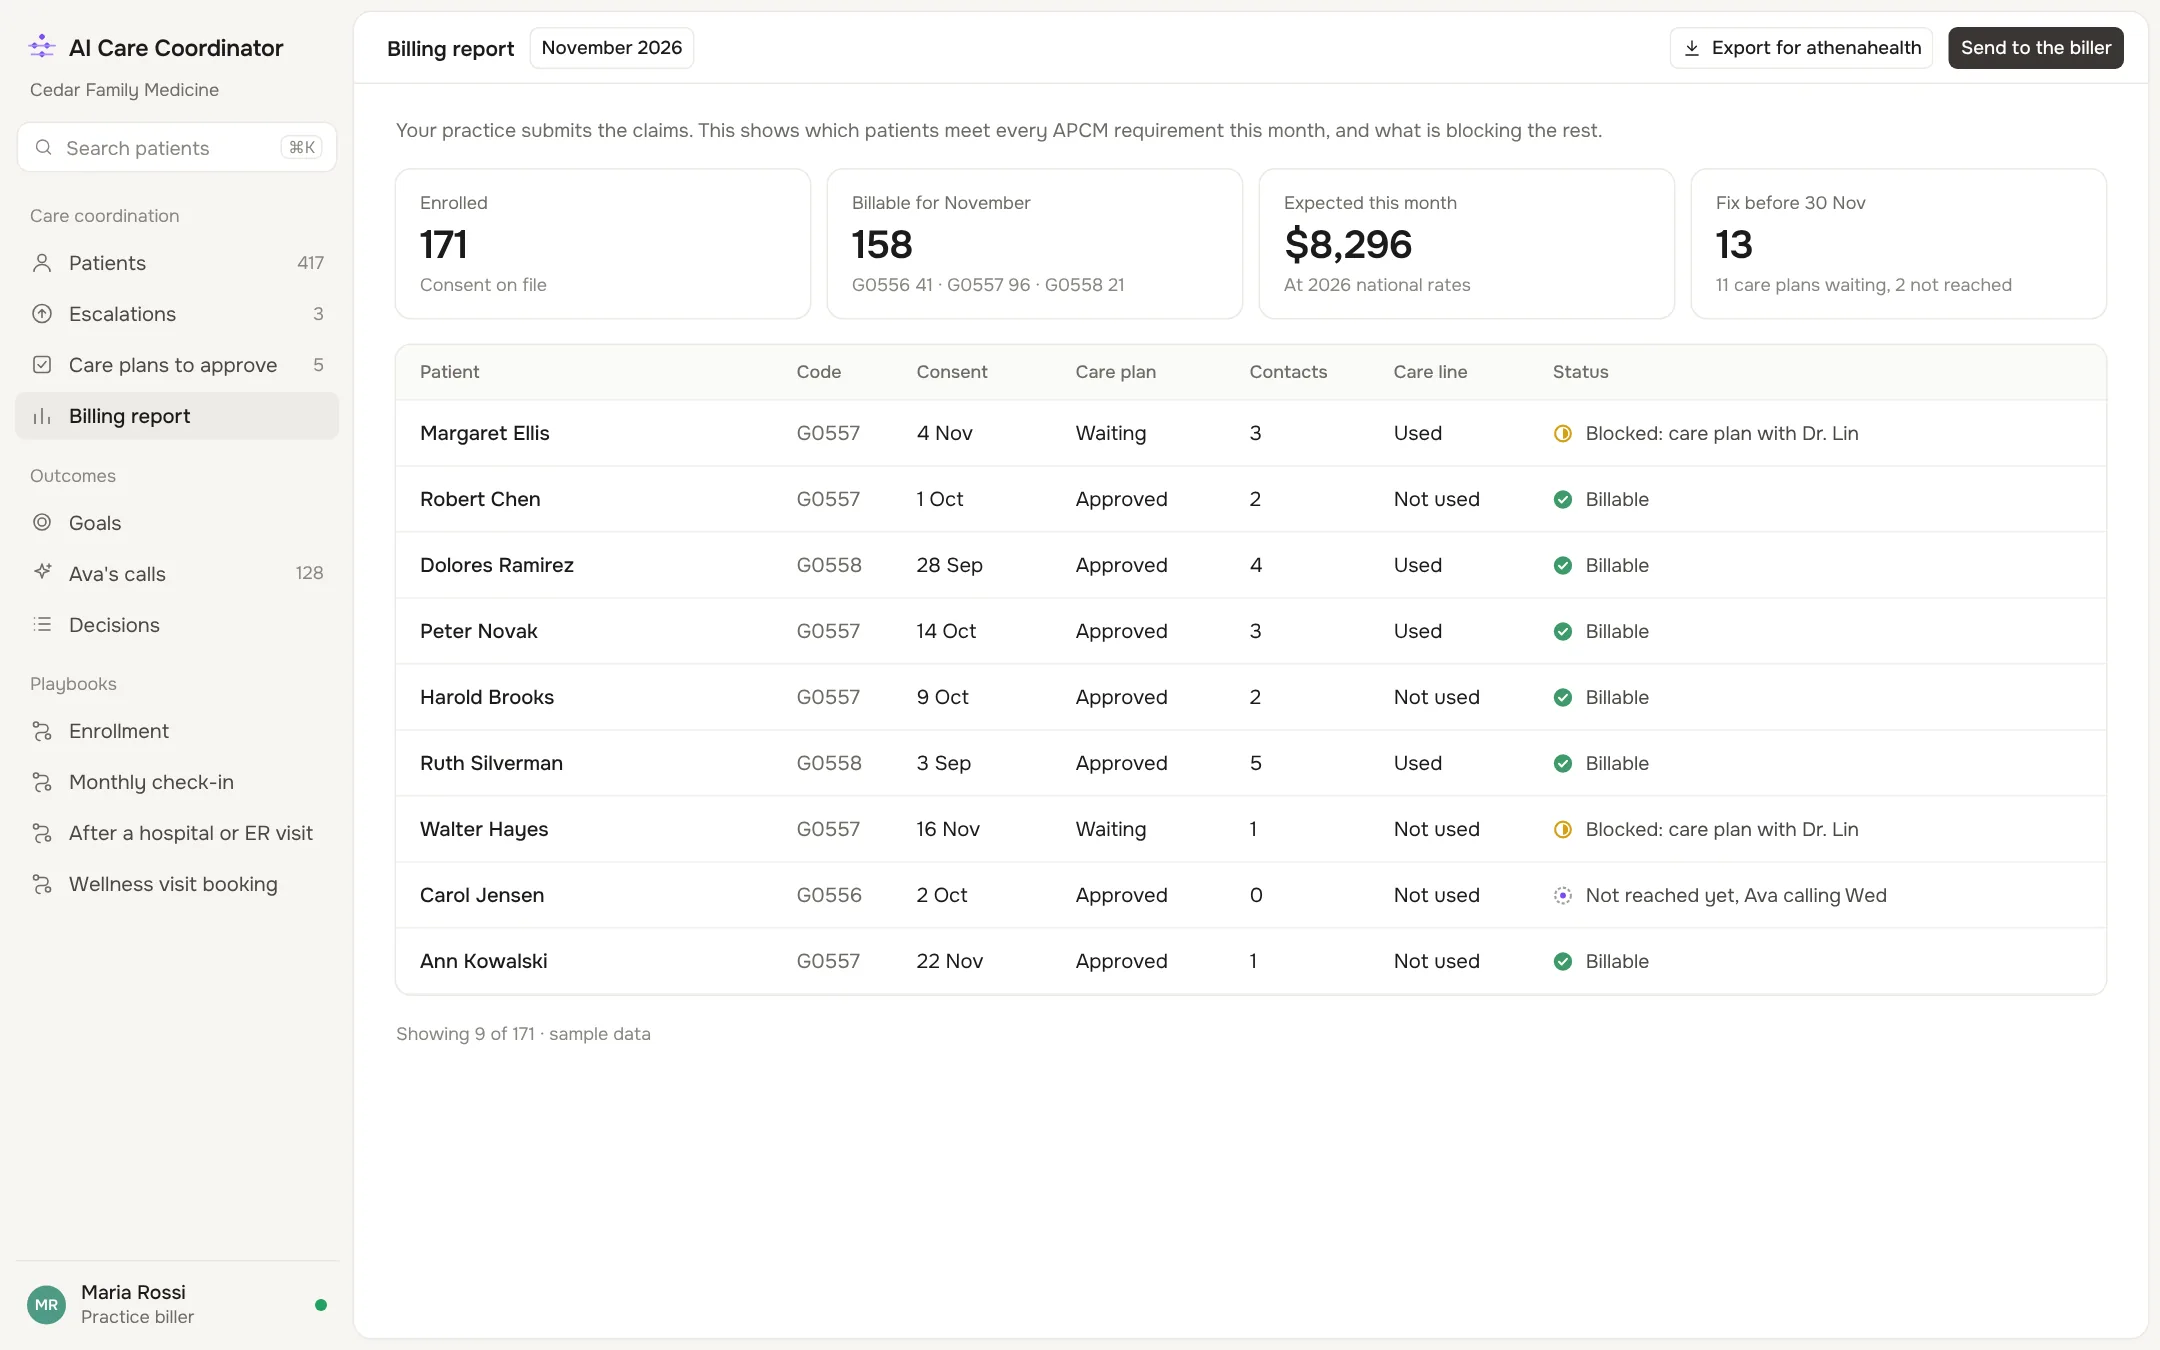 AI Care Coordinator
Cedar Family Medicine
Search patients ⌘K
Care coordination
Patients 417
Escalations 3
Care plans to approve 5
Billing report
Outcomes
Goals
Ava's calls 128
Decisions
Playbooks
Enrollment
Monthly check-in
After a hospital or ER visit
Wellness visit booking
MR
Maria Rossi
Practice biller
Billing report November 2026 Export for athenahealth Send to the biller
Your practice submits the claims. This shows which patients meet every APCM requirement this month, and what is blocking the rest.
Enrolled
171
Consent on file
Billable for November
158
G0556 41 · G0557 96 · G0558 21
Expected this month
$8,296
At 2026 national rates
Fix before 30 Nov
13
11 care plans waiting, 2 not reached
Patient Code Consent Care plan Contacts Care line Status
Margaret Ellis G0557 4 Nov Waiting 3 Used Blocked: care plan with Dr. Lin
Robert Chen G0557 1 Oct Approved 2 Not used Billable
Dolores Ramirez G0558 28 Sep Approved 4 Used Billable
Peter Novak G0557 14 Oct Approved 3 Used Billable
Harold Brooks G0557 9 Oct Approved 2 Not used Billable
Ruth Silverman G0558 3 Sep Approved 5 Used Billable
Walter Hayes G0557 16 Nov Waiting 1 Not used Blocked: care plan with Dr. Lin
Carol Jensen G0556 2 Oct Approved 0 Not used Not reached yet, Ava calling Wed
Ann Kowalski G0557 22 Nov Approved 1 Not used Billable
Showing 9 of 171 · sample data